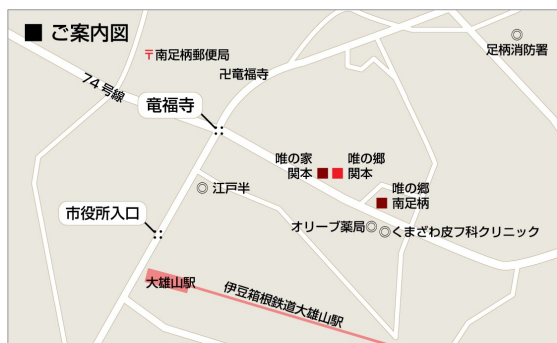 ■ ご案内図
足柄消防署
〒南足柄郵便局
卍竜福寺
74号線
竜福寺
唯の家
関本
唯の郷
関本
江戸半
唯の郷
南足柄
市役所入口
オリーブ薬局
くまざわ皮フ科クリニック
大雄山駅
伊豆箱根鉄道大雄山駅